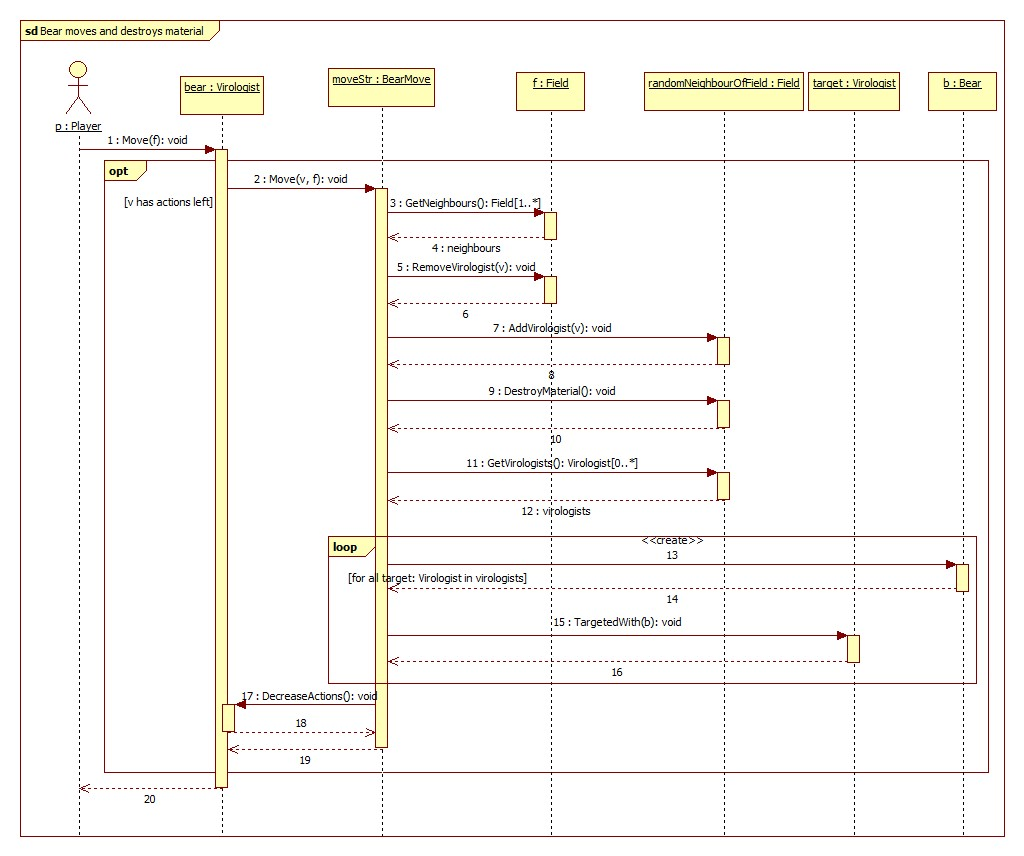 sd Bear moves and destroys material
p : Player
bear : Virologist
moveStr : BearMove
f : Field
randomNeighbourOfField : Field
target : Virologist
b : Bear
1 : Move(f): void
opt
2 : Move(v, f): void
[v has actions left]
3 : GetNeighbours(): Field[1..*]
4 : neighbours
5 : RemoveVirologist(v): void
6
7 : AddVirologist(v): void
8
9 : DestroyMaterial(): void
10
11 : GetVirologists(): Virologist[0..*]
12 : virologists
loop
<<create>>
13
[for all target: Virologist in virologists]
14
15 : TargetedWith(b): void
16
17 : DecreaseActions(): void
18
19
20